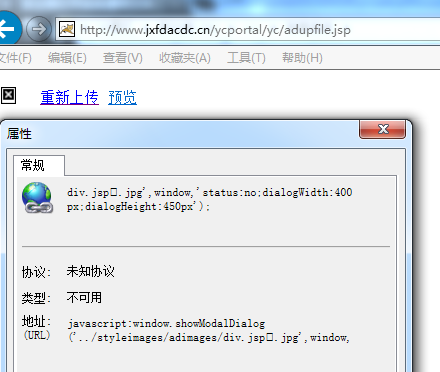 http://www.jxfdacdc.cn/ycportal/yc/adupfile.jsp
文件(F) 编辑(E) 查看(V) 收藏夹(A) 工具(T) 帮助(H)
重新上传 预览
属性
常规
div.jsp□.jpg',window,'status:no;dialogWidth:400
px;dialogHeight:450px');
协议: 未知协议
类型: 不可用
地址: javascript:window.showModalDialog
(URL) ('../styleimages/adimages/div.jsp□.jpg',window,